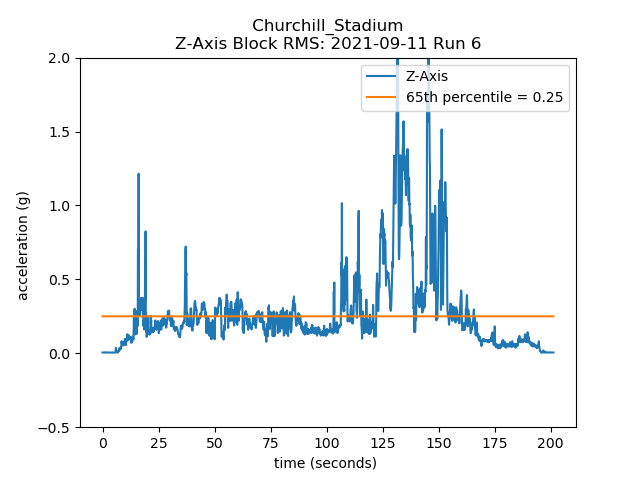 Churchill_Stadium
Z-Axis Block RMS: 2021-09-11 Run 6
Z-Axis
65th percentile = 0.25
2.0
1.5
1.0
0.5
0.0
−0.5
acceleration (g)
0 25 50 75 100 125 150 175 200
time (seconds)